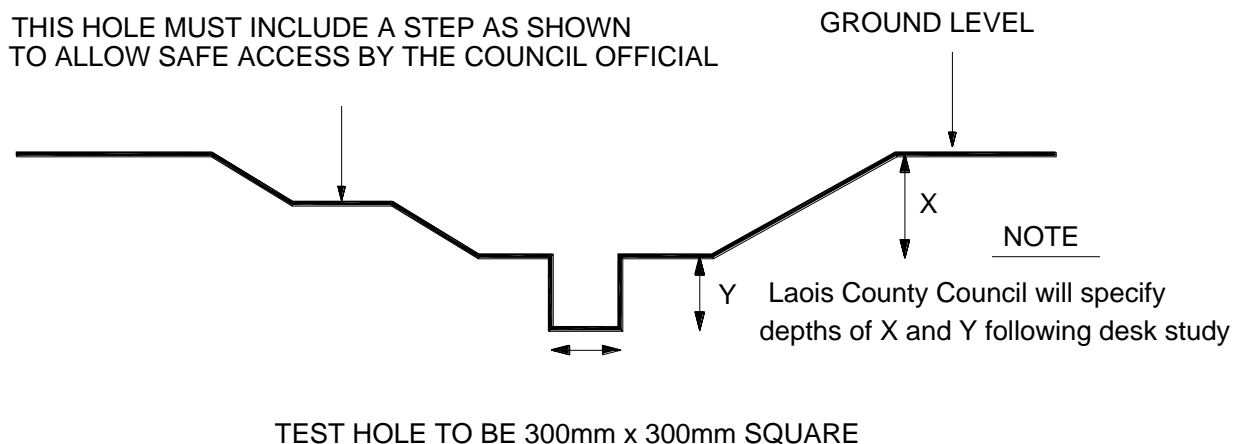 THIS HOLE MUST INCLUDE A STEP AS SHOWN
TO ALLOW SAFE ACCESS BY THE COUNCIL OFFICIAL
GROUND LEVEL
X
NOTE
Y
Laois County Council will specify
depths of X and Y following desk study
TEST HOLE TO BE 300mm x 300mm SQUARE